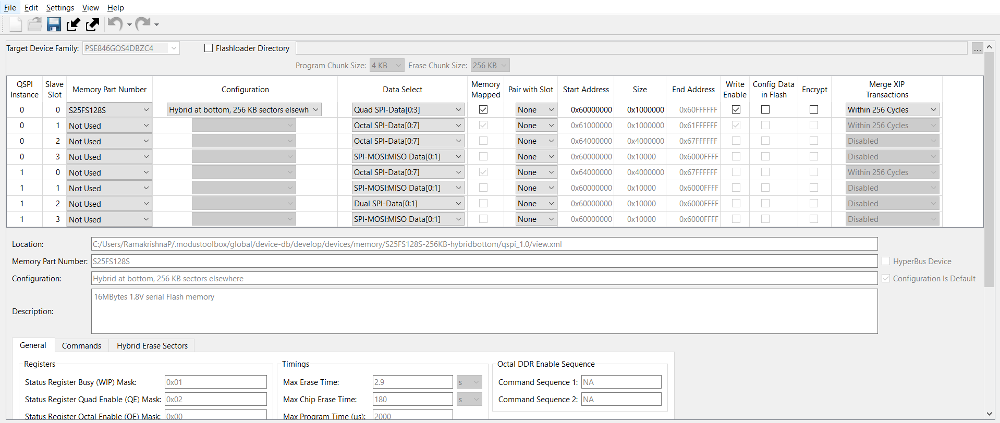 File Edit Settings View Help
Target Device Family: PSE846GOS4DBZC4 Flashloader Directory ...
Program Chunk Size: 4 KB Erase Chunk Size: 256 KB
QSPI Instance Slave Slot Memory Part Number Configuration Data Select Memory Mapped Pair with Slot Start Address Size End Address Write Enable Config Data in Flash Encrypt Merge XIP Transactions
0 0 S25FS128S Hybrid at bottom, 256 KB sectors elsewh Quad SPI-Data[0:3] None 0x60000000 0x1000000 0x60FFFFFF Within 256 Cycles
0 1 Not Used Octal SPI-Data[0:7] None 0x61000000 0x1000000 0x61FFFFFF Within 256 Cycles
0 2 Not Used Octal SPI-Data[0:7] None 0x64000000 0x4000000 0x67FFFFFF Disabled
0 3 Not Used SPI-MOSI:MISO Data[0:1] None 0x60000000 0x10000 0x6000FFFF Disabled
1 0 Not Used Octal SPI-Data[0:7] None 0x64000000 0x4000000 0x67FFFFFF Within 256 Cycles
1 1 Not Used SPI-MOSI:MISO Data[0:1] None 0x60000000 0x10000 0x6000FFFF Disabled
1 2 Not Used Dual SPI-Data[0:1] None 0x60000000 0x10000 0x6000FFFF Disabled
1 3 Not Used SPI-MOSI:MISO Data[0:1] None 0x60000000 0x10000 0x6000FFFF Disabled
Location: C:/Users/RamakrishnaP/.modustoolbox/global/device-db/develop/devices/memory/S25FS128S-256KB-hybridbottom/qspi_1.0/view.xml
Memory Part Number: S25FS128S HyperBus Device
Configuration: Hybrid at bottom, 256 KB sectors elsewhere Configuration Is Default
Description: 16MBytes 1.8V serial Flash memory
General Commands Hybrid Erase Sectors
Registers Timings Octal DDR Enable Sequence
Status Register Busy (WIP) Mask: 0x01 Max Erase Time: 2.9 s Command Sequence 1: NA
Status Register Quad Enable (QE) Mask: 0x02 Max Chip Erase Time: 180 s Command Sequence 2: NA
Status Register Octal Enable (OE) Mask: 0x00 Max Program Time (us): 2000